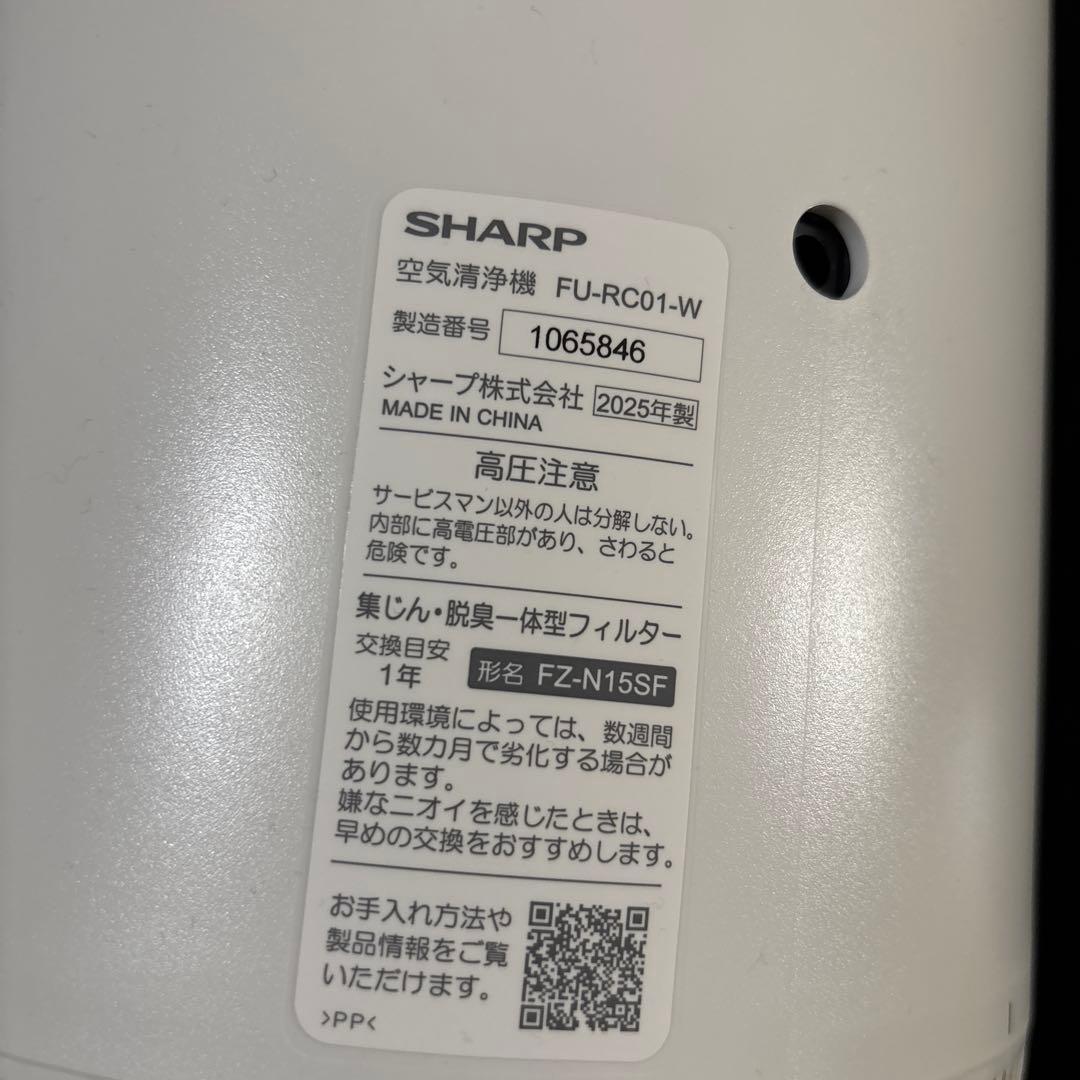 SHARP
空気清浄機 FU-RC01-W
製造番号 1065846
シャープ株式会社 2025年製
MADE IN CHINA
高圧注意
サービスマン以外の人は分解しない。
内部に高電圧部があり、さわると
危険です。
集じん・脱臭一体型フィルター
交換目安
1年 形名 FZ-N15SF
使用環境によっては、数週間
から数カ月で劣化する場合が
あります。
嫌なニオイを感じたときは、
早めの交換をおすすめします。
お手入れ方法や
製品情報をご覧
いただけます。
>PP<